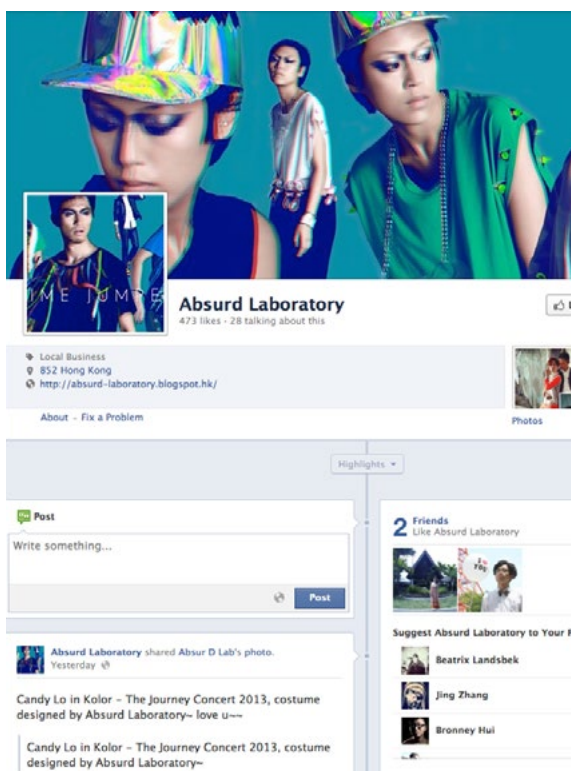 IME JUMPE
Absurd Laboratory
473 likes · 28 talking about this
Local Business
852 Hong Kong
http://absurd-laboratory.blogspot.hk/
About - Fix a Problem
Photos
Highlights
Post
Write something...
Post
Absurd Laboratory shared Absur D Lab's photo.
Yesterday
Candy Lo in Kolor – The Journey Concert 2013, costume
designed by Absurd Laboratory~ love u~~
Candy Lo in Kolor – The Journey Concert 2013, costume
designed by Absurd Laboratory~
2 Friends
Like Absurd Laboratory
I
YOU
Suggest Absurd Laboratory to Your F
Beatrix Landsbek
Jing Zhang
Bronney Hui